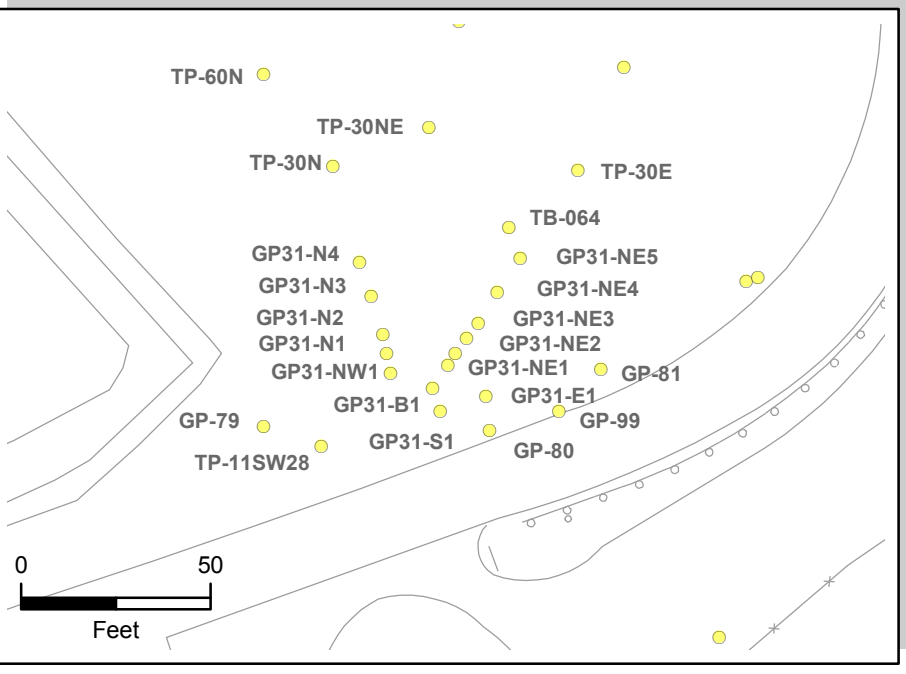 TP-60N
TP-30NE
TP-30N
TP-30E
TB-064
GP31-N4
GP31-NE5
GP31-N3
GP31-NE4
GP31-N2
GP31-NE3
GP31-N1
GP31-NE2
GP31-NW1
GP31-NE1
GP-81
GP31-B1
GP31-E1
GP-79
GP-99
GP31-S1
GP-80
TP-11SW28
0 50
Feet